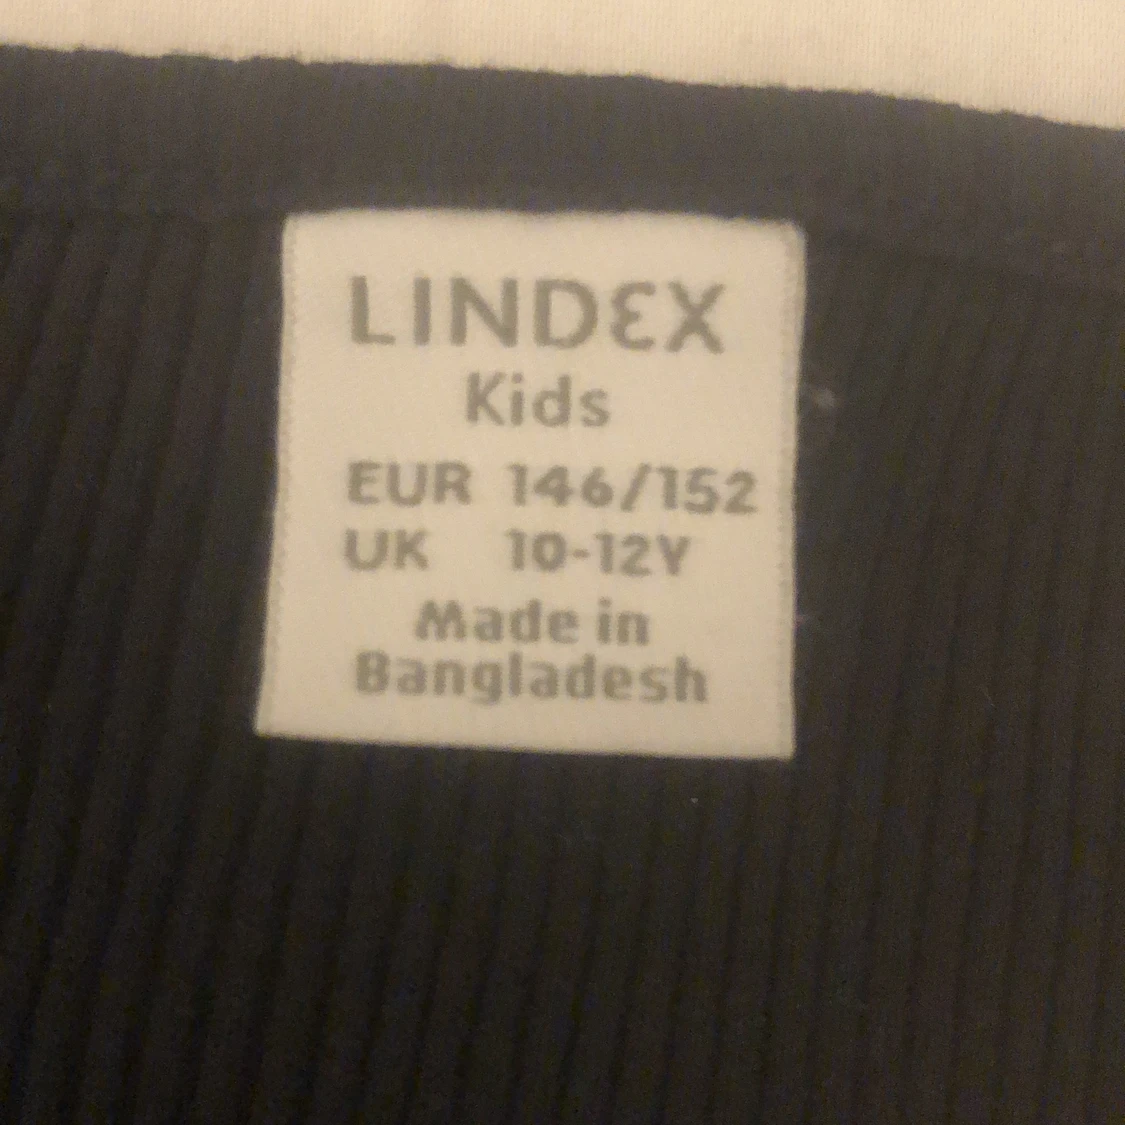 LINDEX
Kids
EUR 146/152
UK 10-12Y
Made in
Bangladesh